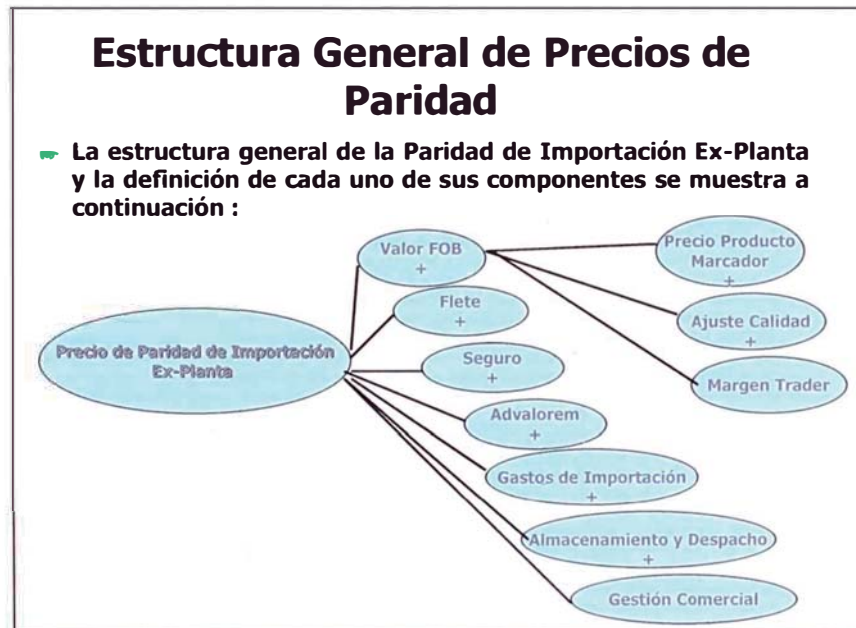 Estructura General de Precios de
Paridad
La estructura general de la Paridad de Importación Ex-Planta
y la definición de cada uno de sus componentes se muestra a
continuación :
Valor FOB
+
Precio Producto
Marcador
+
Flete
+
Ajuste Calidad
+
Precio de Paridad de Importación
Ex-Planta
Seguro
+
Margen Trader
Advalorem
+
Gastos de Importación
+
Almacenamiento y Despacho
+
Gestión Comercial